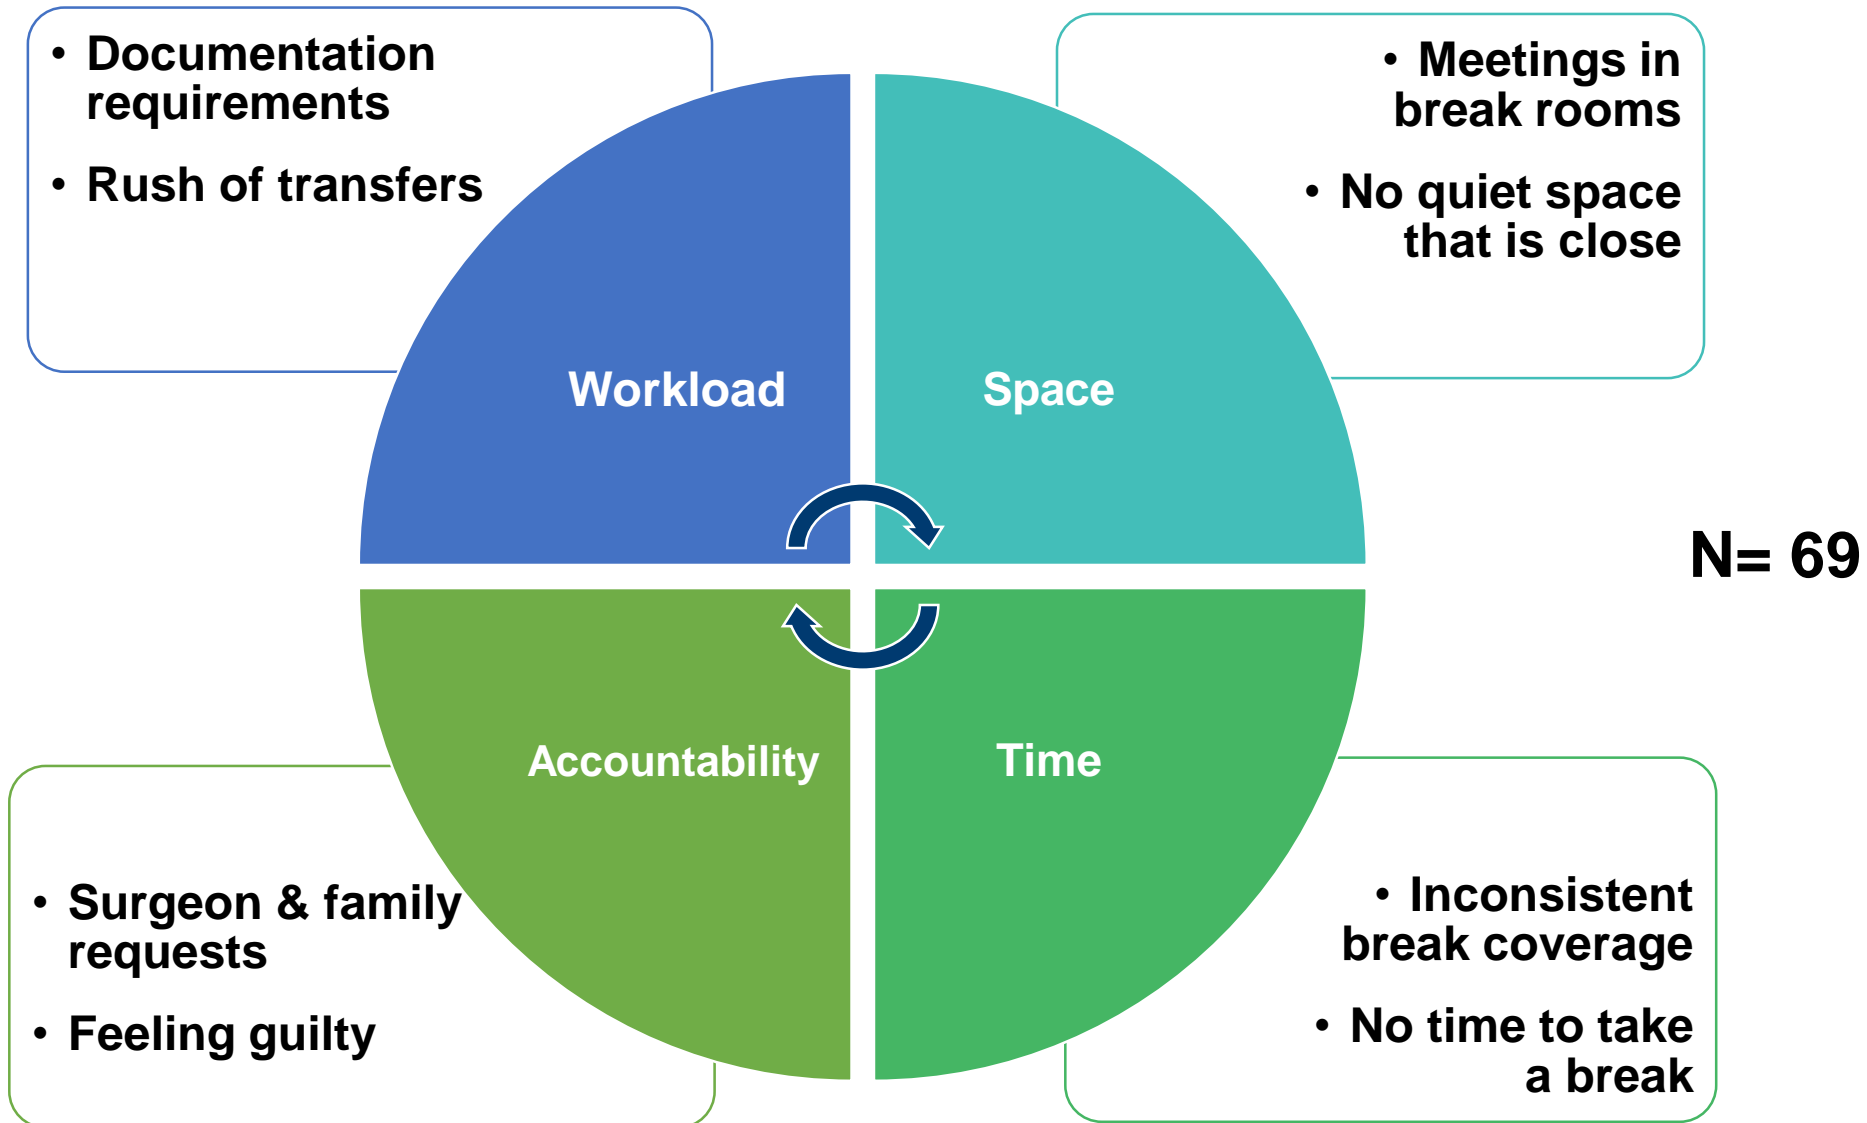 • Documentation
requirements
• Rush of transfers
• Meetings in
break rooms
• No quiet space
that is close
Workload
Space
N= 69
Accountability
Time
• Surgeon & family
requests
• Feeling guilty
• Inconsistent
break coverage
• No time to take
a break